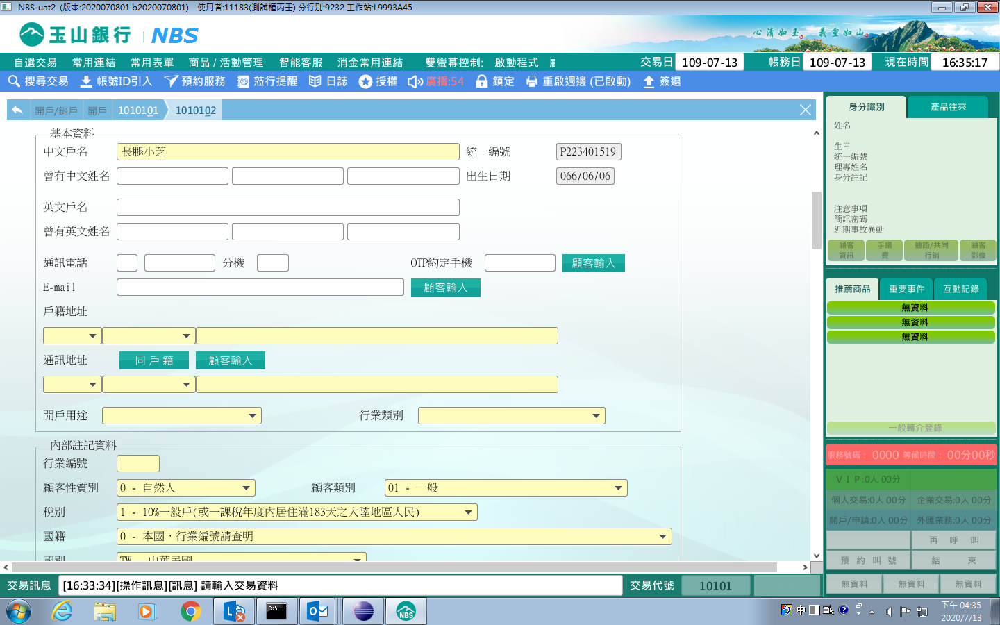 NBS-uat2 (版本:2020070801.b2020070801) 使用者:11183(測試櫃丙壬) 分行別:9232 工作站:L9993A45
玉山銀行 NBS 心清如玉 義重如山
自選交易 常用連結 常用表單 商品 / 活動管理 智能客服 消金常用連結 雙螢幕控制: 啟動程式 交易日 109-07-13 帳務日 109-07-13 現在時間 16:35:17
搜尋交易 帳號ID引入 預約服務 蒞行提醒 日誌 授權 廣播:54 鎖定 重啟週邊 (已啟動) 簽退
開戶/銷戶 開戶 1010101 1010102
基本資料
中文戶名 長腿小芝 統一編號 P223401519
曾有中文姓名 出生日期 066/06/06
英文戶名
曾有英文姓名
通訊電話 分機 OTP約定手機 顧客輸入
E-mail 顧客輸入
戶籍地址
通訊地址 同 戶 籍 顧客輸入
開戶用途 行業類別
內部註記資料
行業編號
顧客性質別 0 - 自然人 顧客類別 01 - 一般
稅別 1 - 10%一般戶(或一課稅年度內居住滿183天之大陸地區人民)
國籍 0 - 本國，行業編號請查明
國別 TW - 中華民國
交易訊息 [16:33:34][操作訊息][訊息] 請輸入交易資料 交易代號 10101
身分識別 產品往來
姓名
生日
統一編號
理專姓名
身分註記
注意事項
簡訊密碼
近期事故異動
顧客資訊 手續費 通路/共同行銷 顧客影像
推薦商品 重要事件 互動記錄
無資料
無資料
無資料
一般轉介登錄
服務號碼： 0000 等候時間： 00分00秒
ＶＩＰ:0人 00分
個人交易:0人 00分 企業交易:0人 00分
開戶/申請:0人 00分 外匯業務:0人 00分
再 呼 叫
預 約 叫 號 結 束
無資料 無資料 無資料
NBS 中 下午 04:35
2020/7/13